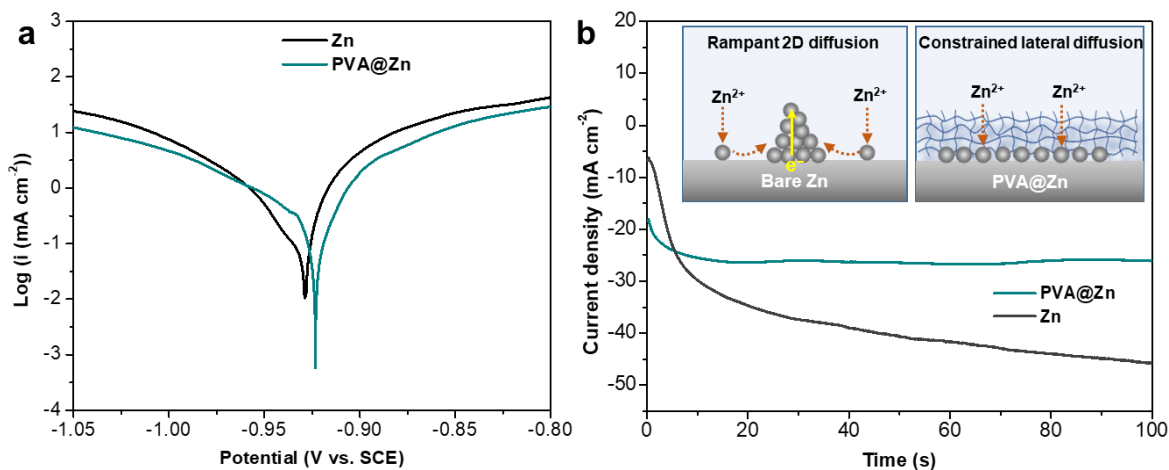 a
Zn
PVA@Zn
Log (i (mA cm⁻²))
3
2
1
0
-1
-2
-3
-4
-1.05
-1.00
-0.95
-0.90
-0.85
-0.80
Potential (V vs. SCE)
b
Rampant 2D diffusion
Zn²⁺
Zn²⁺
e⁻
Bare Zn
Constrained lateral diffusion
Zn²⁺
Zn²⁺
PVA@Zn
PVA@Zn
Zn
Current density (mA cm⁻²)
20
10
0
-10
-20
-30
-40
-50
0
20
40
60
80
100
Time (s)